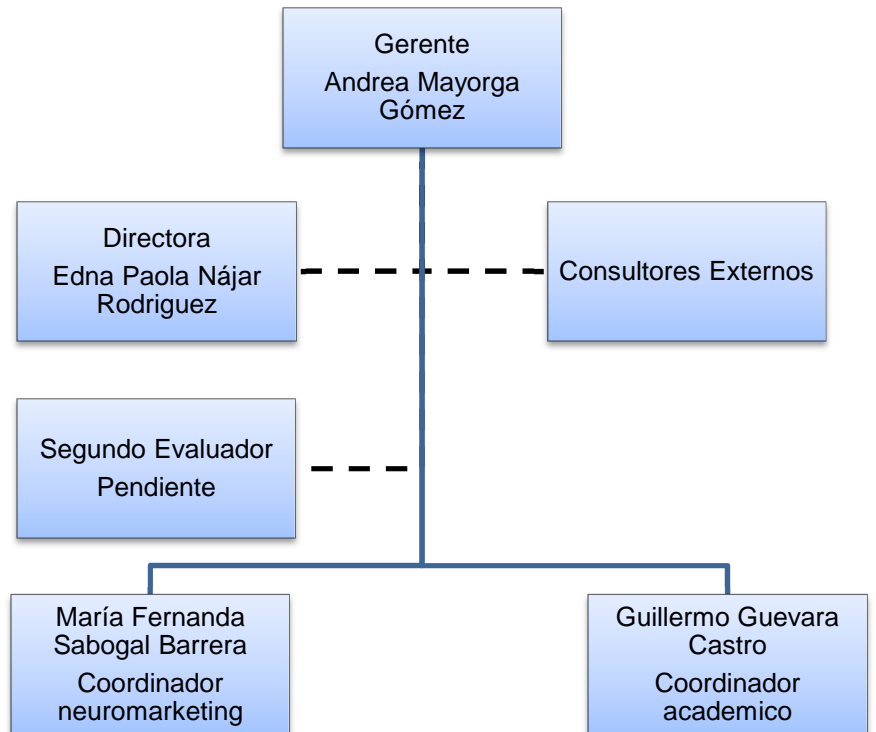 Gerente
Andrea Mayorga
Gómez
Directora
Edna Paola Nájar
Rodriguez
Consultores Externos
Segundo Evaluador
Pendiente
María Fernanda
Sabogal Barrera
Coordinador
neuromarketing
Guillermo Guevara
Castro
Coordinador
academico